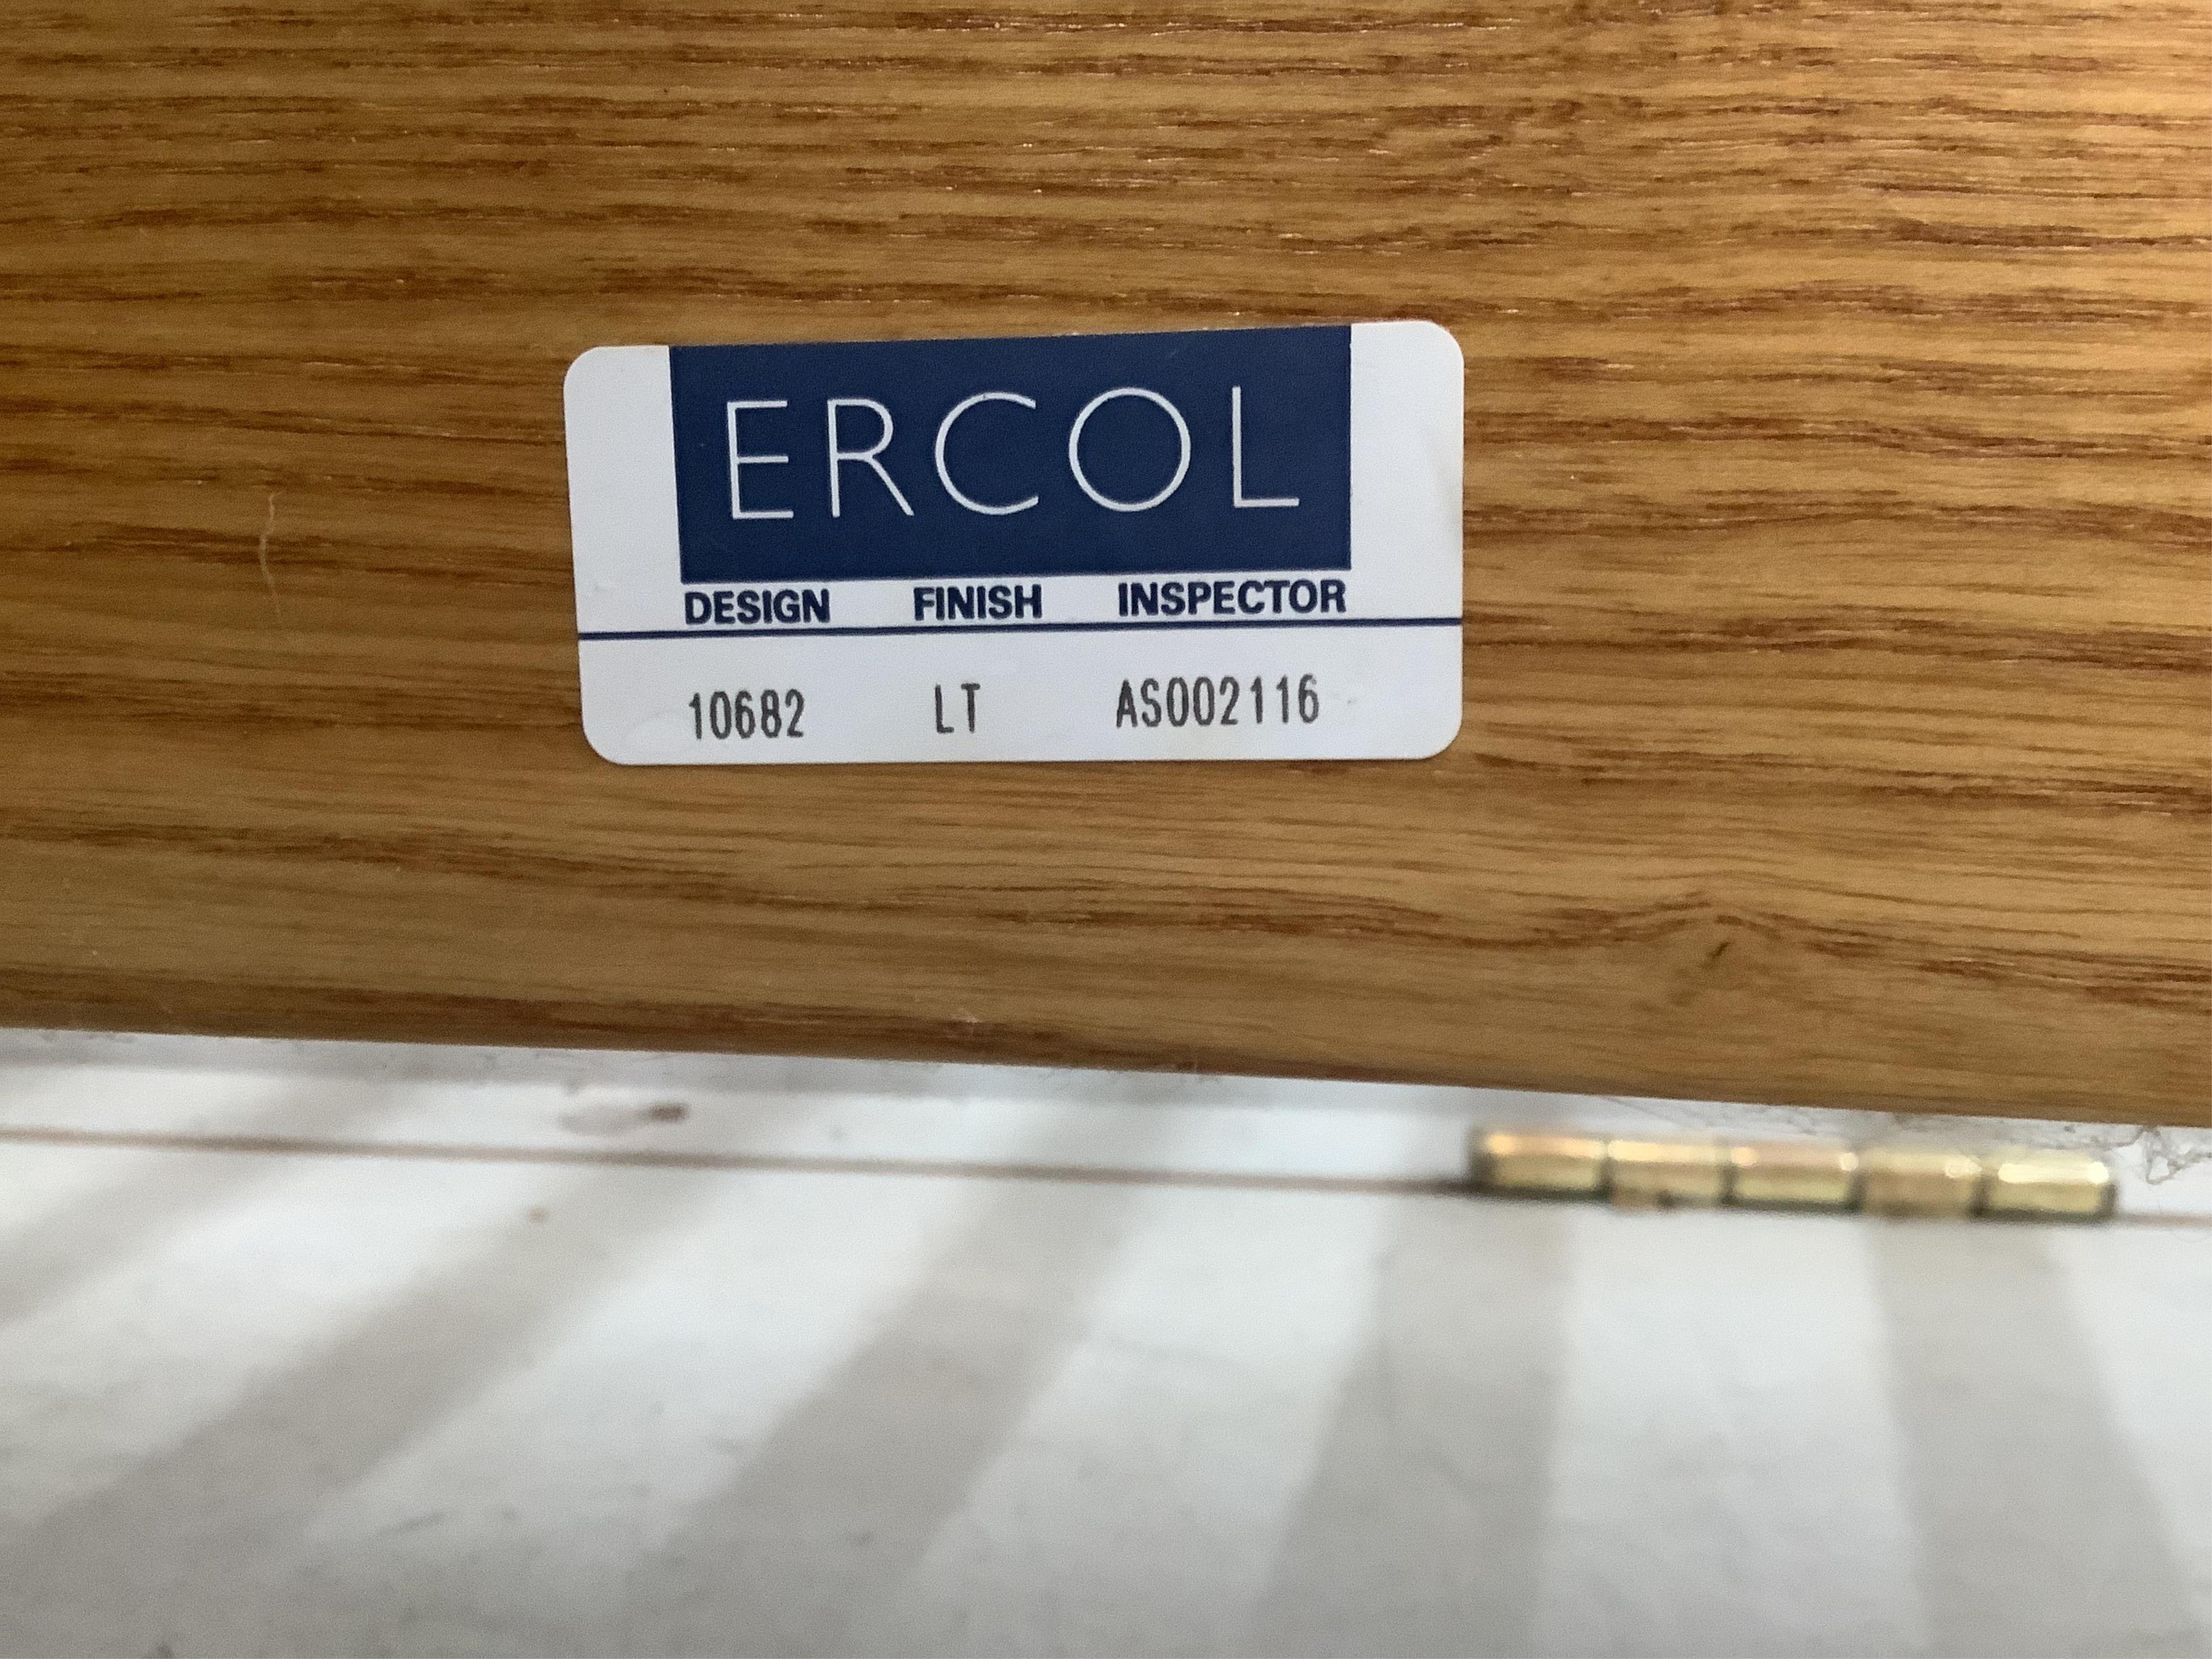 ERCOL
DESIGN FINISH INSPECTOR
10682 LT AS002116